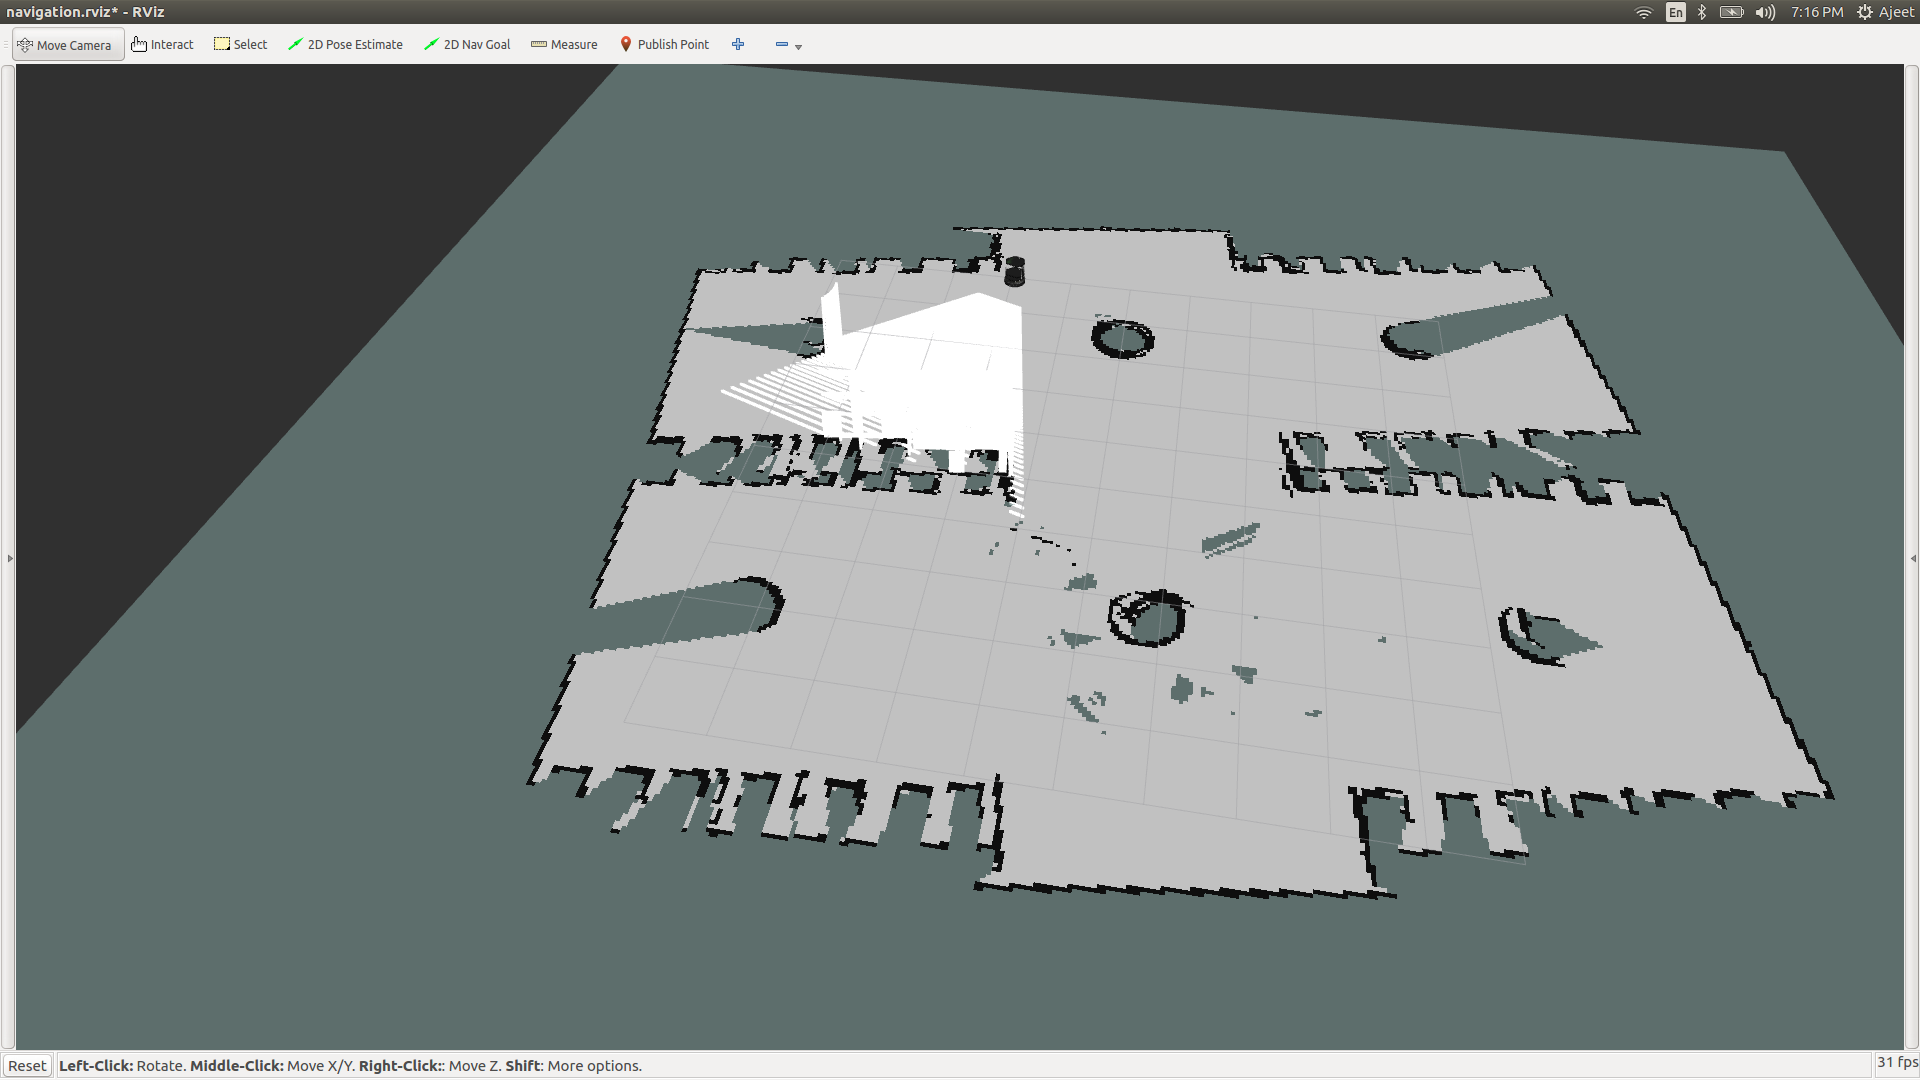 navigation.rviz* - RViz
En 7:16 PM Ajeet
Move Camera Interact Select 2D Pose Estimate 2D Nav Goal Measure Publish Point
Reset Left-Click: Rotate. Middle-Click: Move X/Y. Right-Click:: Move Z. Shift: More options. 31 fps